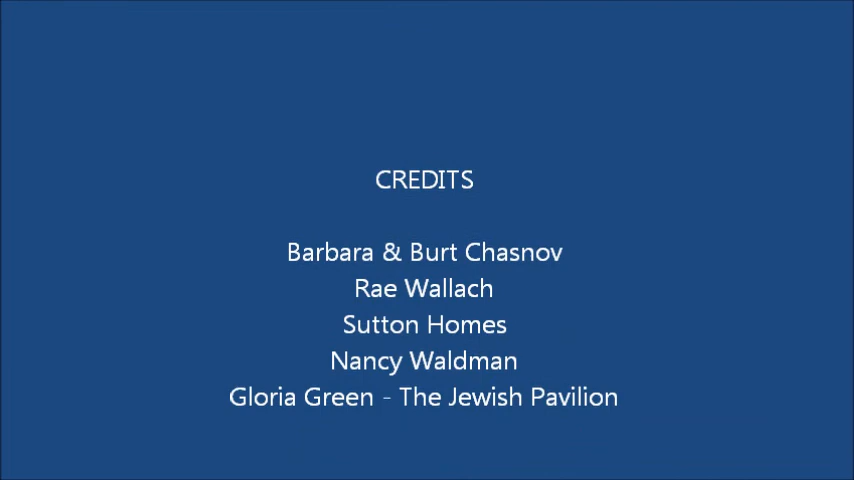 CREDITS
Barbara & Burt Chasnov
Rae Wallach
Sutton Homes
Nancy Waldman
Gloria Green - The Jewish Pavilion